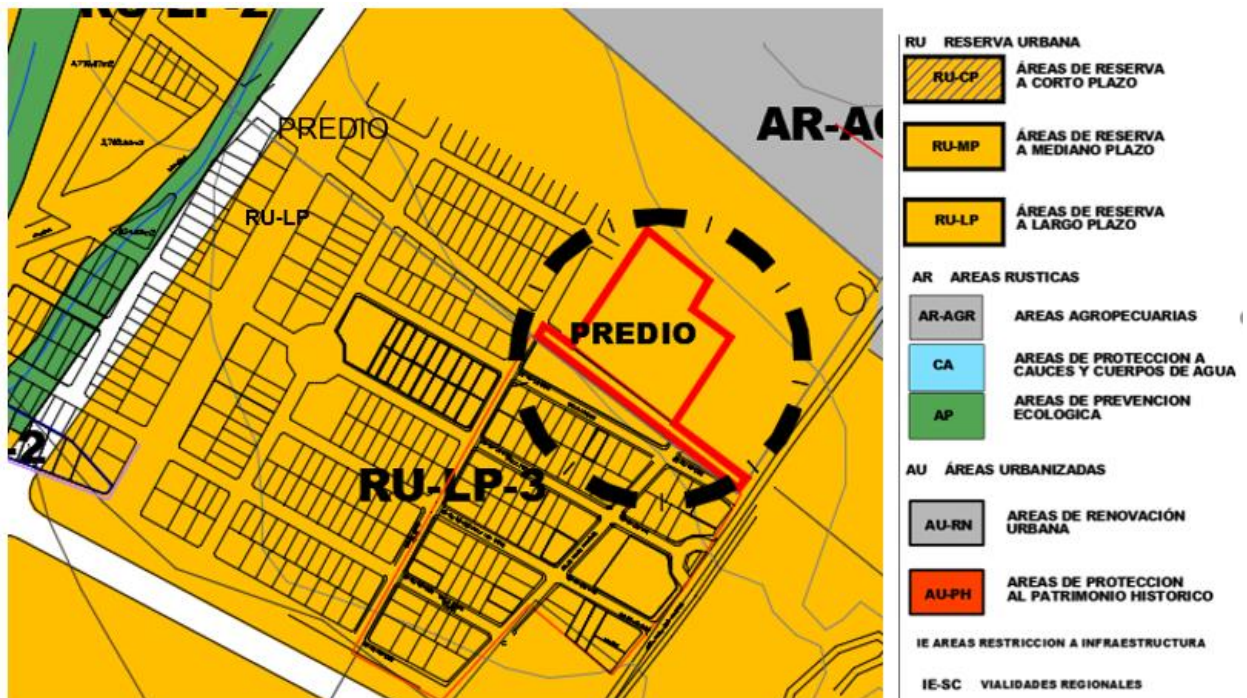 RU-LP-2
PREDIO
RU-LP
AR-AG
PREDIO
RU-LP-3
-2
RU RESERVA URBANA
RU-CP
ÁREAS DE RESERVA
A CORTO PLAZO
RU-MP
ÁREAS DE RESERVA
A MEDIANO PLAZO
RU-LP
ÁREAS DE RESERVA
A LARGO PLAZO
AR AREAS RUSTICAS
AR-AGR
AREAS AGROPECUARIAS
CA
AREAS DE PROTECCION A
CAUCES Y CUERPOS DE AGUA
AP
AREAS DE PREVENCION
ECOLOGICA
AU ÁREAS URBANIZADAS
AU-RN
AREAS DE RENOVACIÓN
URBANA
AU-PH
AREAS DE PROTECCION
AL PATRIMONIO HISTORICO
IE AREAS RESTRICCION A INFRAESTRUCTURA
IE-SC VIALIDADES REGIONALES